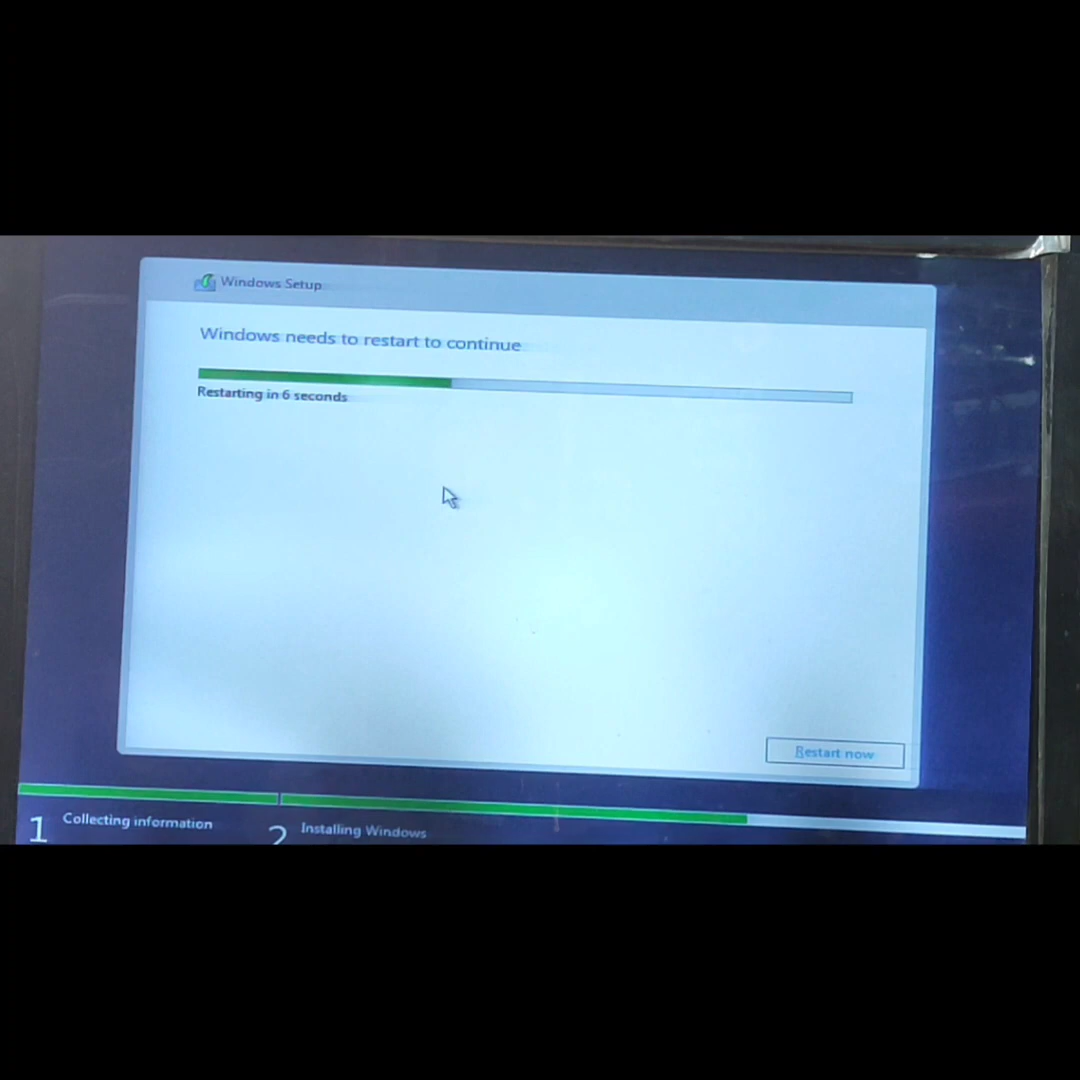 Windows Setup
Windows needs to restart to continue
Restarting in 6 seconds
Restart now
1 Collecting information
2 Installing Windows